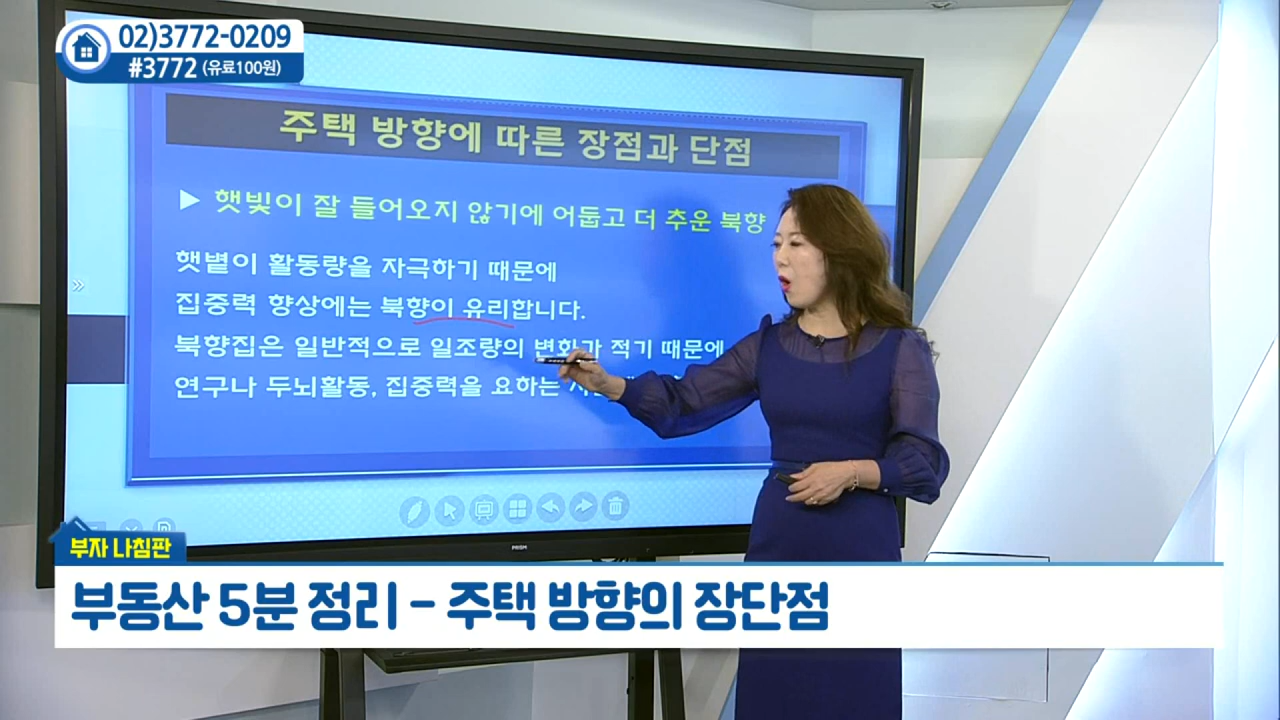 02)3772-0209
#3772 (유료100원)
주택 방향에 따른 장점과 단점
▶ 햇빛이 잘 들어오지 않기에 어둡고 더 추운 북향
햇볕이 활동량을 자극하기 때문에
집중력 향상에는 북향이 유리합니다.
북향집은 일반적으로 일조량의 변화가 적기 때문에
연구나 두뇌활동, 집중력을 요하는
PRISM
부자 나침판
부동산 5분 정리 - 주택 방향의 장단점